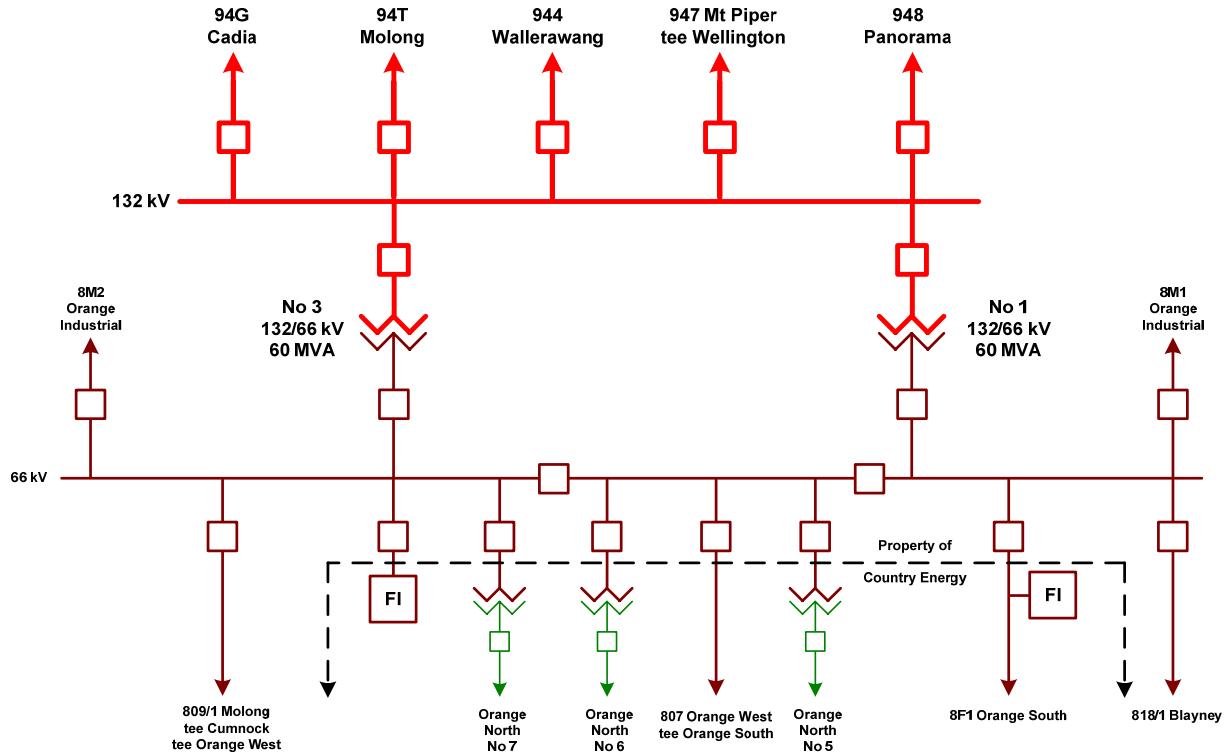 94G
Cadia
94T
Molong
944
Wallerawang
947 Mt Piper
tee Wellington
948
Panorama
132 kV
8M2
Orange
Industrial
No 3
132/66 kV
60 MVA
No 1
132/66 kV
60 MVA
8M1
Orange
Industrial
66 kV
Property of
Country Energy
FI
FI
809/1 Molong
tee Cumnock
tee Orange West
Orange
North
No 7
Orange
North
No 6
807 Orange West
tee Orange South
Orange
North
No 5
8F1 Orange South
818/1 Blayney